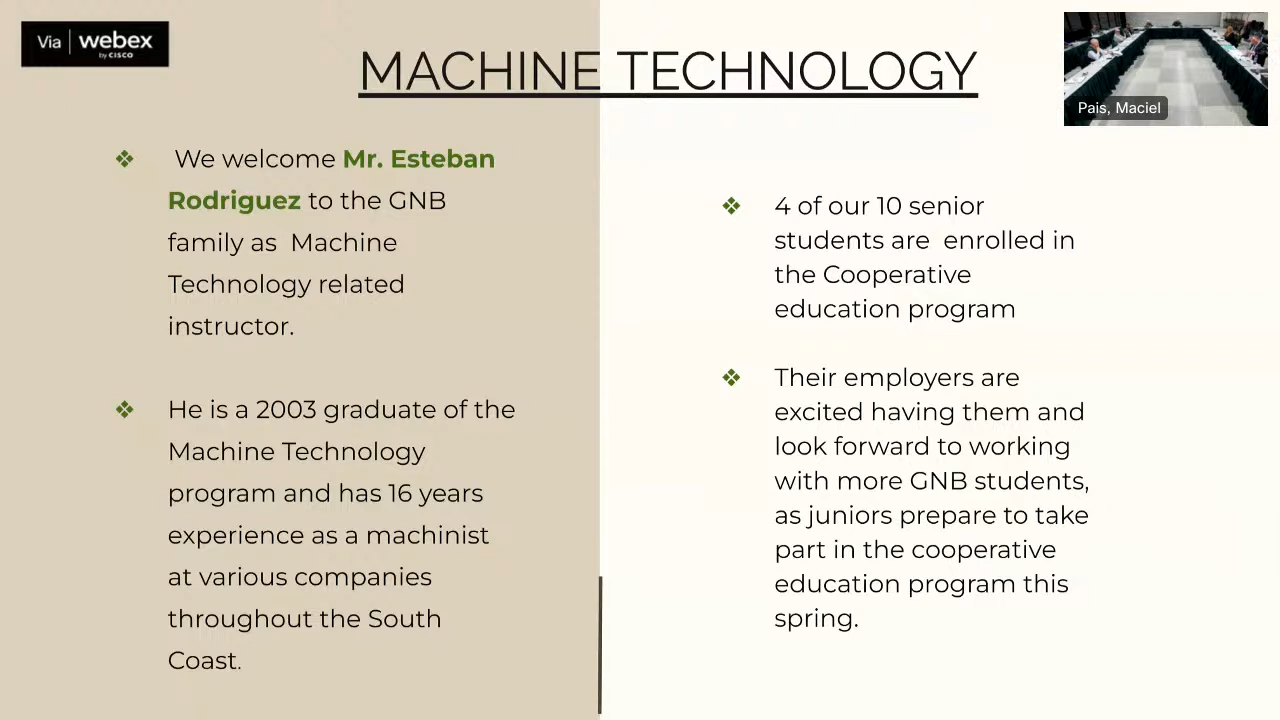 Via | webex
by CISCO
MACHINE TECHNOLOGY
Pais, Maciel
❖ We welcome Mr. Esteban
Rodriguez to the GNB
family as Machine
Technology related
instructor.
❖ He is a 2003 graduate of the
Machine Technology
program and has 16 years
experience as a machinist
at various companies
throughout the South
Coast.
❖ 4 of our 10 senior
students are enrolled in
the Cooperative
education program
❖ Their employers are
excited having them and
look forward to working
with more GNB students,
as juniors prepare to take
part in the cooperative
education program this
spring.